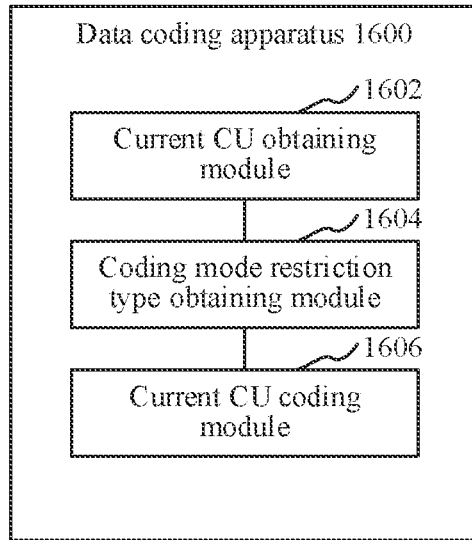 Data coding apparatus 1600
1602
Current CU obtaining
module
1604
Coding mode restriction
type obtaining module
1606
Current CU coding
module